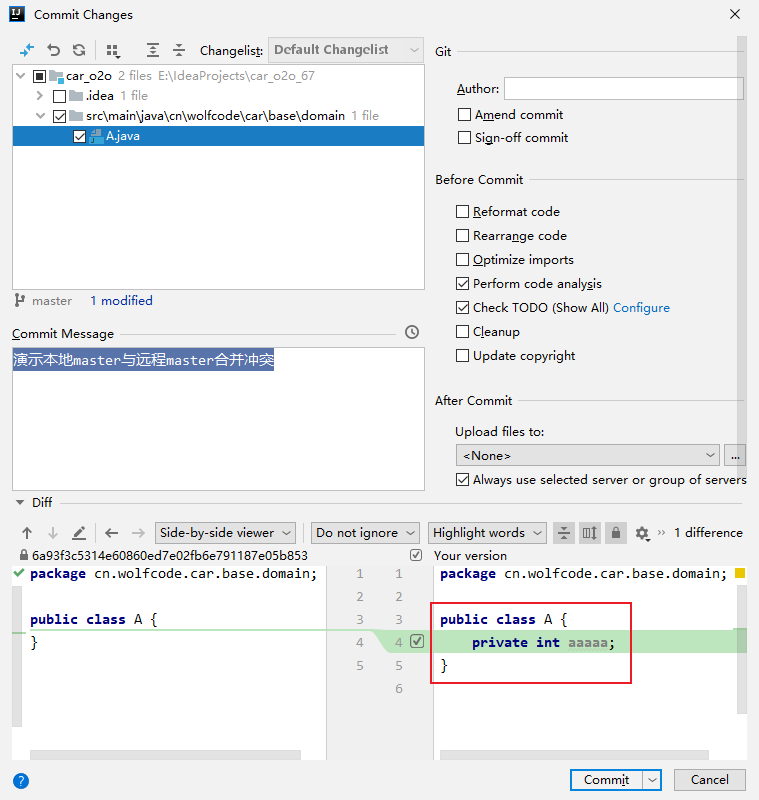 Commit Changes
Changelist: Default Changelist
car_o2o 2 files E:\IdeaProjects\car_o2o_67
.idea 1 file
src\main\java\cn\wolfcode\car\base\domain 1 file
A.java
master 1 modified
Commit Message
演示本地master与远程master合并冲突
Git
Author:
Amend commit
Sign-off commit
Before Commit
Reformat code
Rearrange code
Optimize imports
Perform code analysis
Check TODO (Show All) Configure
Cleanup
Update copyright
After Commit
Upload files to:
<None>
...
Always use selected server or group of servers
Diff
Side-by-side viewer Do not ignore Highlight words 1 difference
6a93f3c5314e60860ed7e02fb6e791187e05b853 Your version
package cn.wolfcode.car.base.domain; 1 1 package cn.wolfcode.car.base.domain;
2 2
public class A { 3 3 public class A {
} 4 4 private int aaaaa;
5 5 }
6
? Commit Cancel